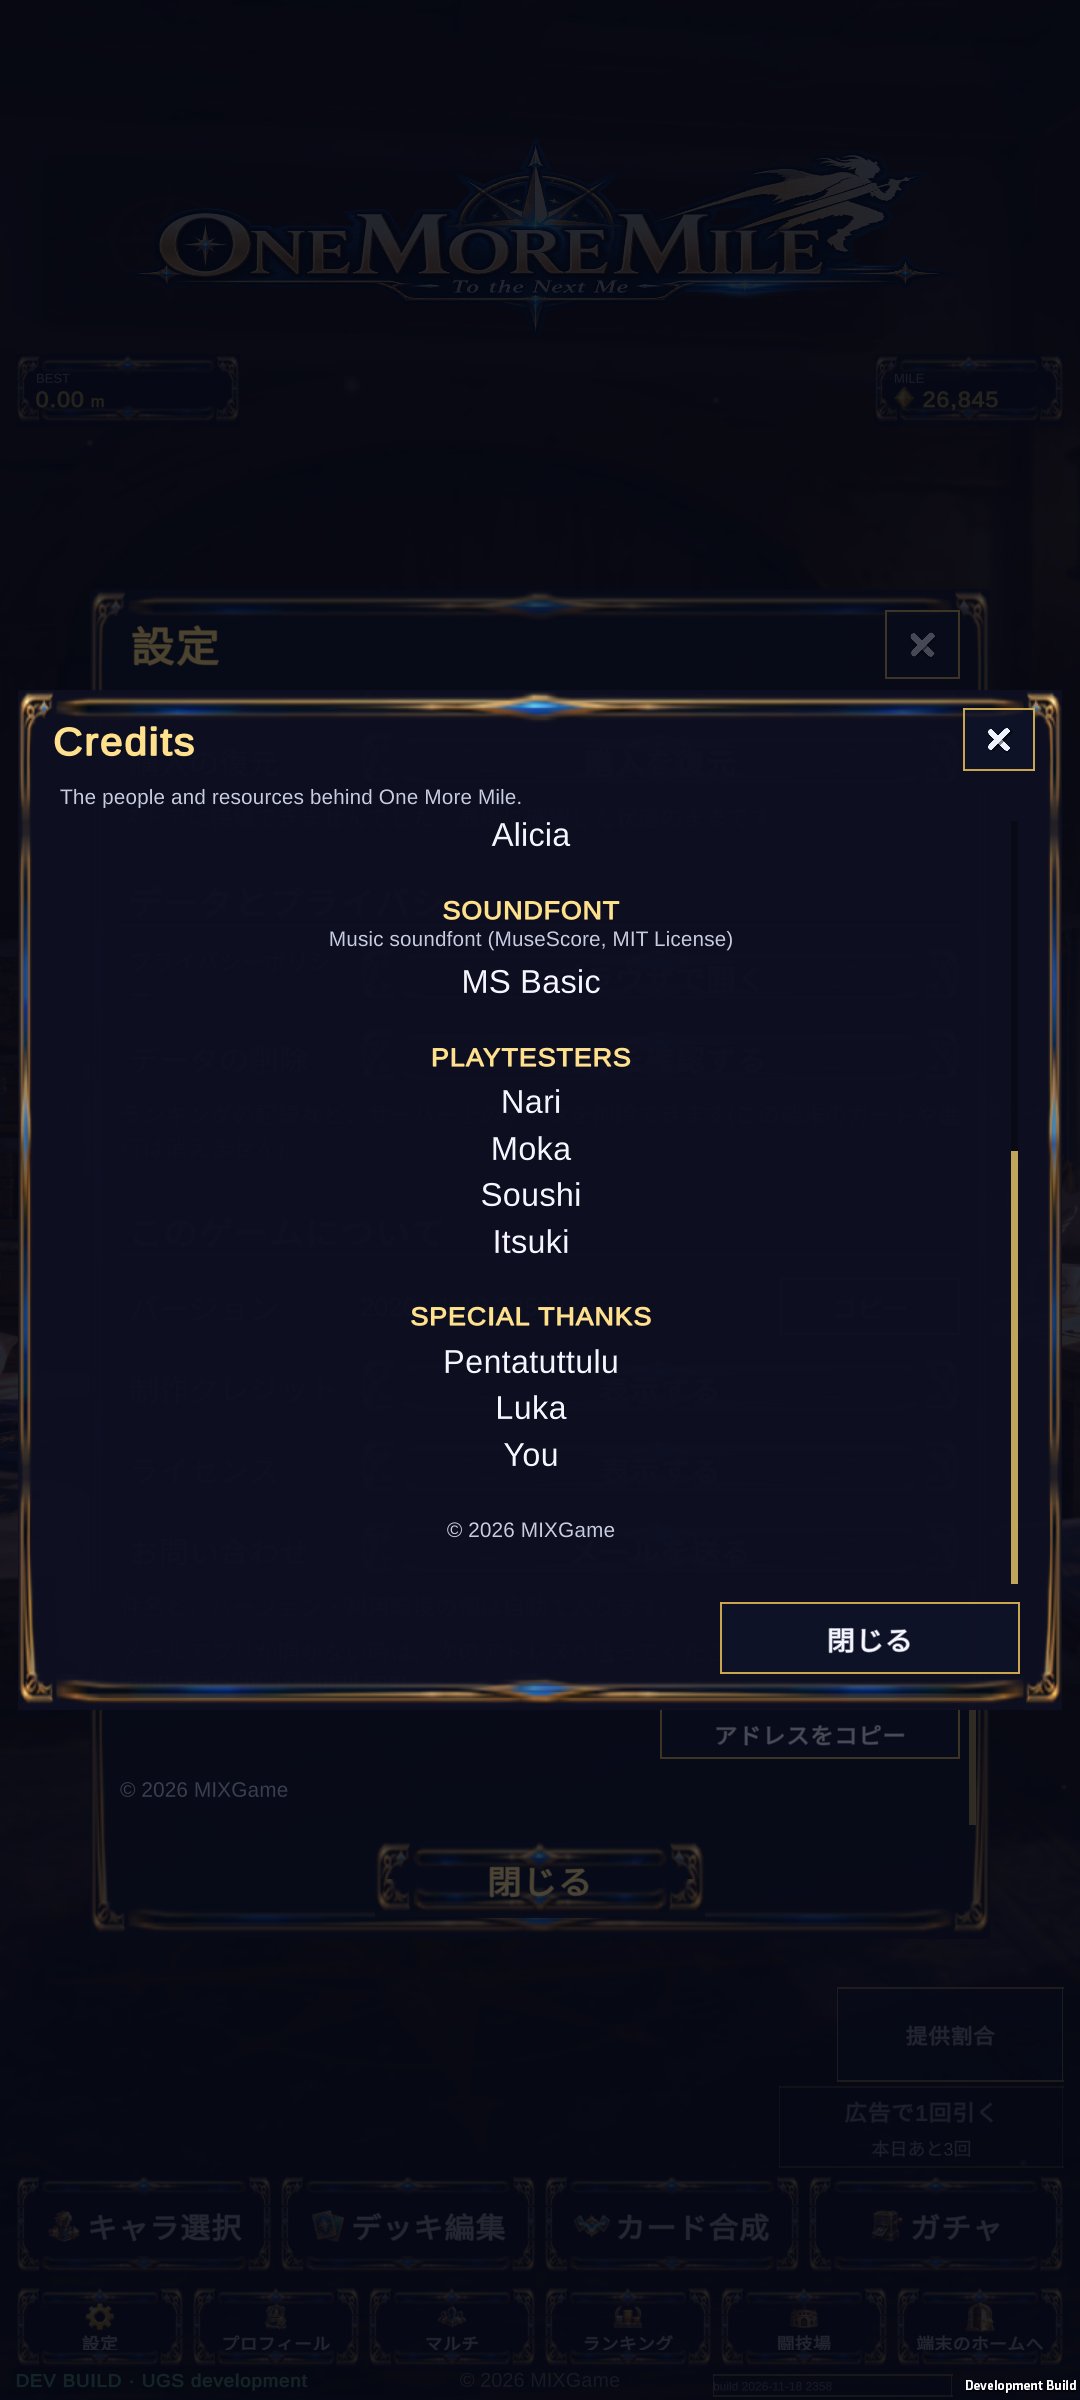 ONE MORE MILE
To the Next Me
BEST
0.00 m
MILE
26,845
設定
Credits
The people and resources behind One More Mile.
Alicia
SOUNDFONT
Music soundfont (MuseScore, MIT License)
MS Basic
PLAYTESTERS
Nari
Moka
Soushi
Itsuki
SPECIAL THANKS
Pentatuttulu
Luka
You
© 2026 MIXGame
閉じる
アドレスをコピー
© 2026 MIXGame
閉じる
提供割合
広告で1回引く
本日あと3回
キャラ選択
デッキ編集
カード合成
ガチャ
設定
プロフィール
マルチ
ランキング
闘技場
端末のホームへ
DEV BUILD · UGS development
© 2026 MIXGame
build 2026-11-18 2358
Development Build